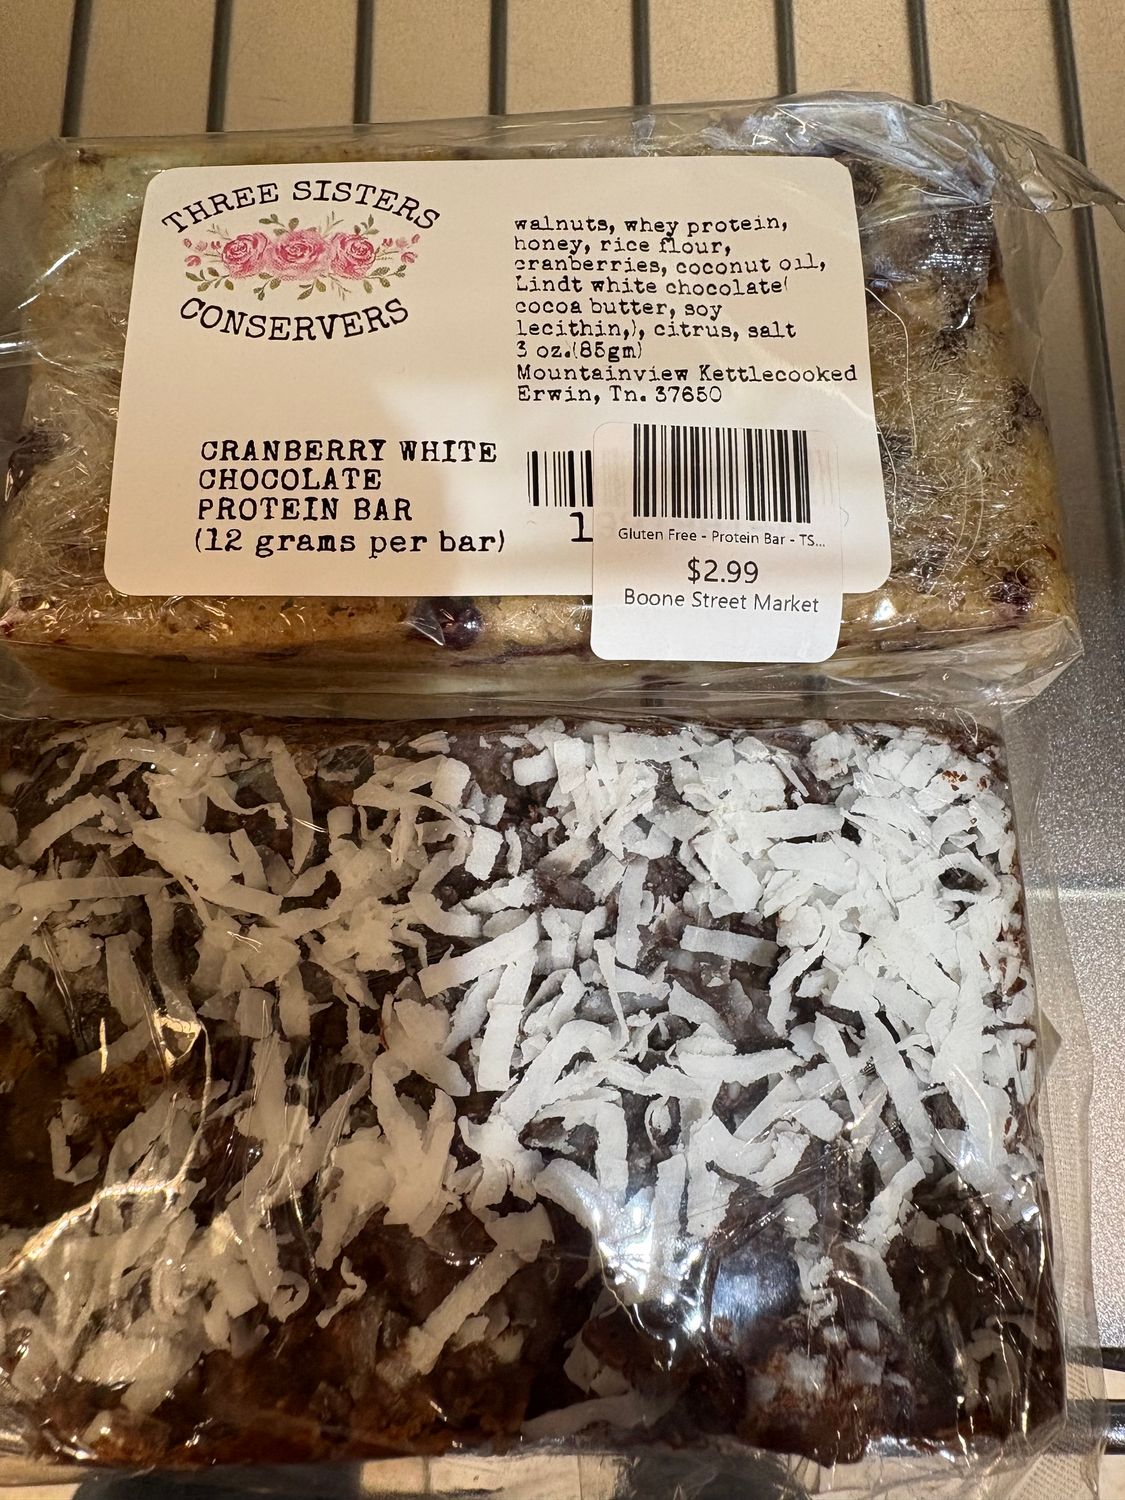 THREE SISTERS
CONSERVERS
walnuts, whey protein,
honey, rice flour,
cranberries, coconut oil,
Lindt white chocolate(
cocoa butter, soy
lecithin,), citrus, salt
3 oz.(85gm)
Mountainview Kettlecooked
Erwin, Tn. 37650
CRANBERRY WHITE
CHOCOLATE
PROTEIN BAR
(12 grams per bar)
1
Gluten Free - Protein Bar - TS...
$2.99
Boone Street Market